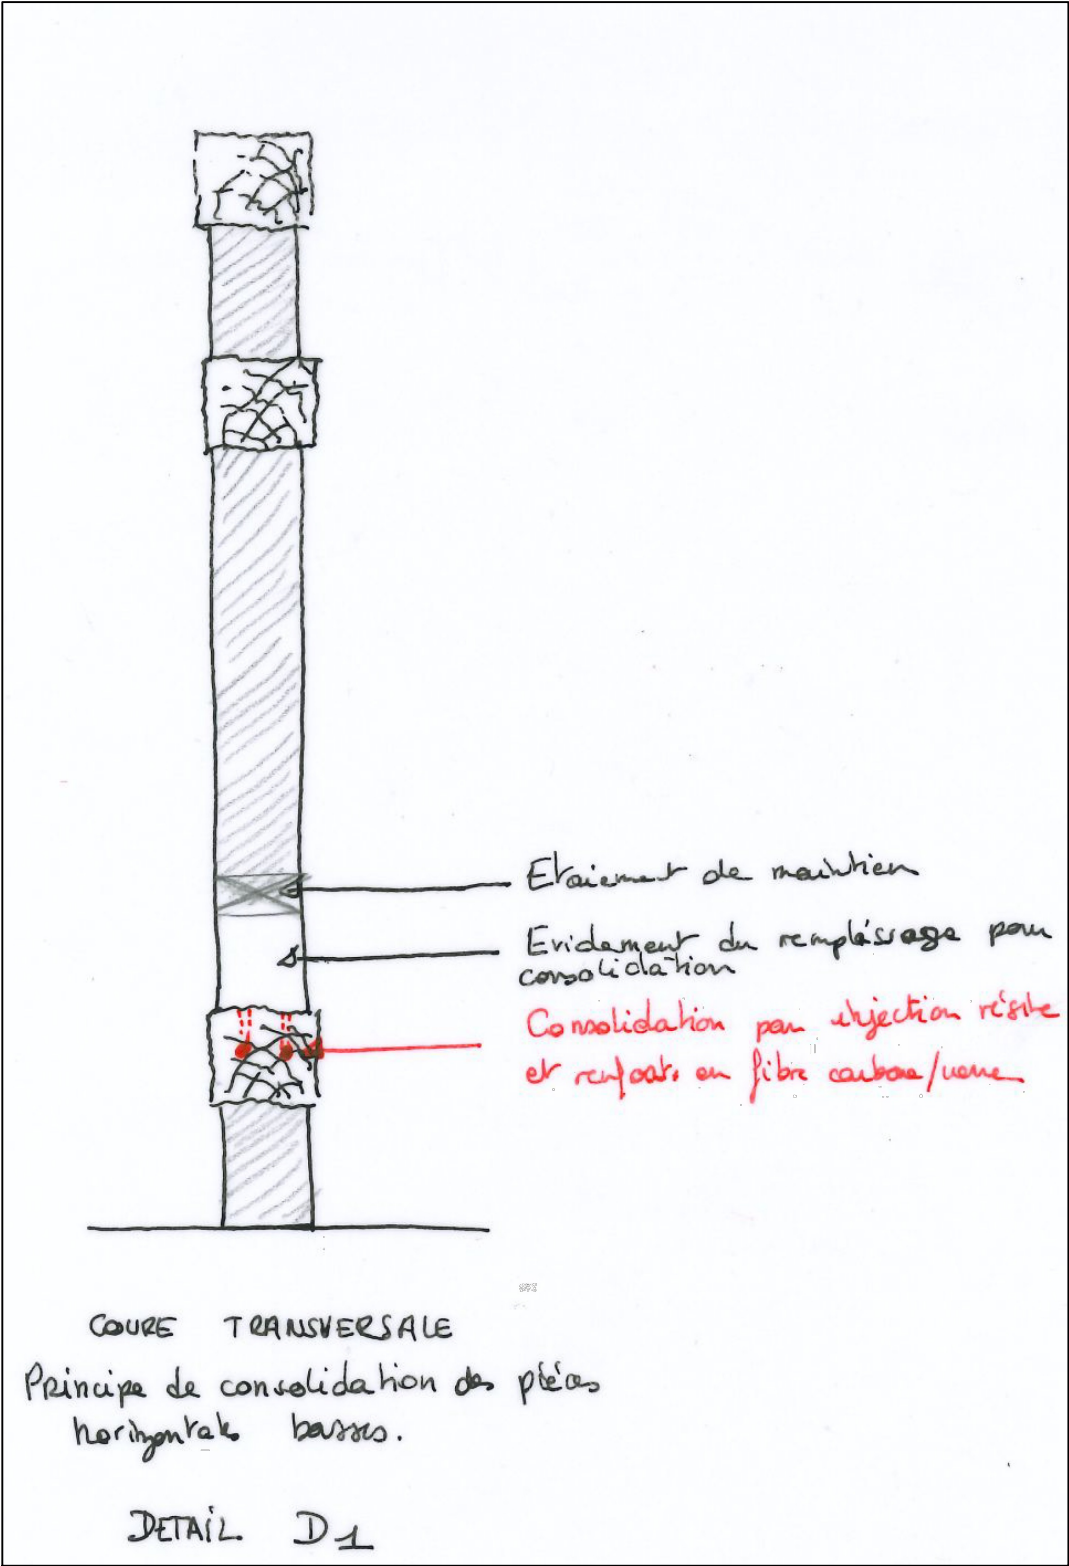 Etaiement de maintien
Evidement du remplissage pour
consolidation
Consolidation par injection résine
et renforts en fibre carbone/verre
COUPE TRANSVERSALE
Principe de consolidation des pièces
horizontales basses.
DETAIL D1